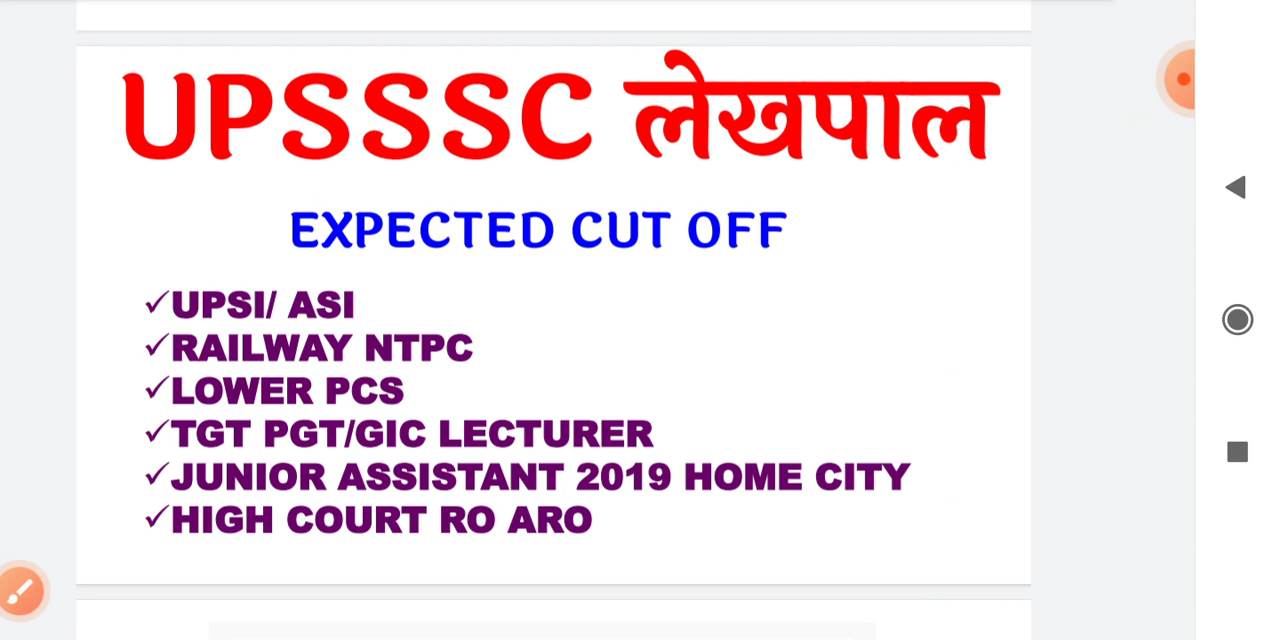 UPSSSC लेखपाल
EXPECTED CUT OFF
✓UPSI/ ASI
✓RAILWAY NTPC
✓LOWER PCS
✓TGT PGT/GIC LECTURER
✓JUNIOR ASSISTANT 2019 HOME CITY
✓HIGH COURT RO ARO